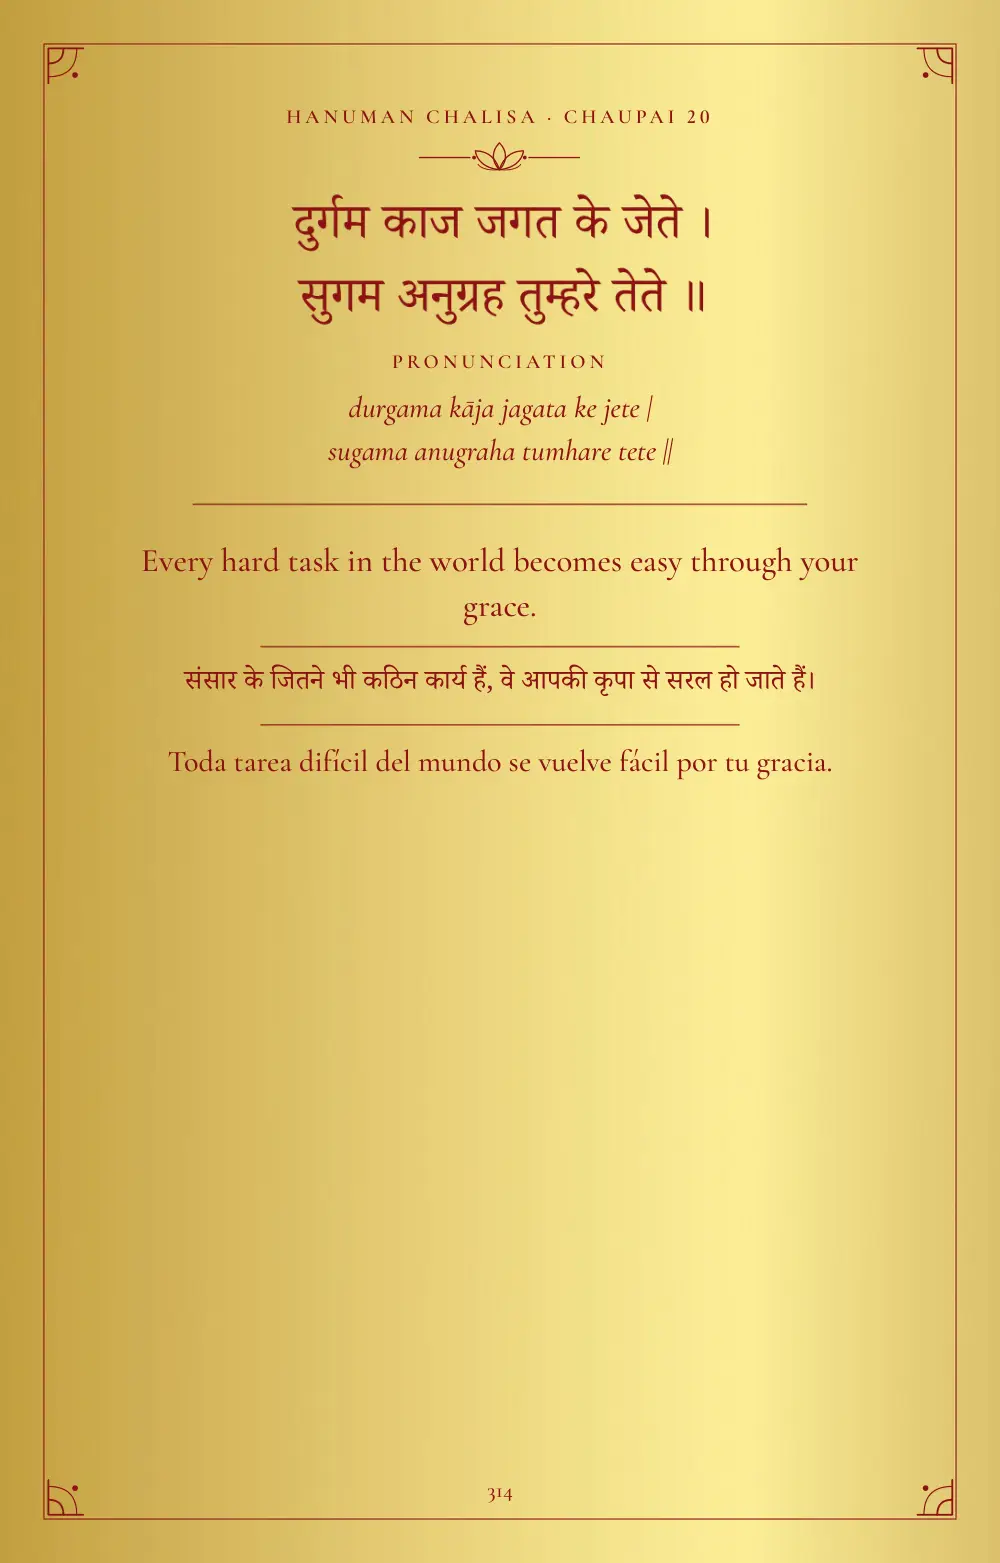 HANUMAN CHALISA · CHAUPAI 20
दुर्गम काज जगत के जेते ।
सुगम अनुग्रह तुम्हरे तेते ॥
PRONUNCIATION
durgama kāja jagata ke jete |
sugama anugraha tumhare tete ||
Every hard task in the world becomes easy through your
grace.
संसार के जितने भी कठिन कार्य हैं, वे आपकी कृपा से सरल हो जाते हैं।
Toda tarea difícil del mundo se vuelve fácil por tu gracia.
314